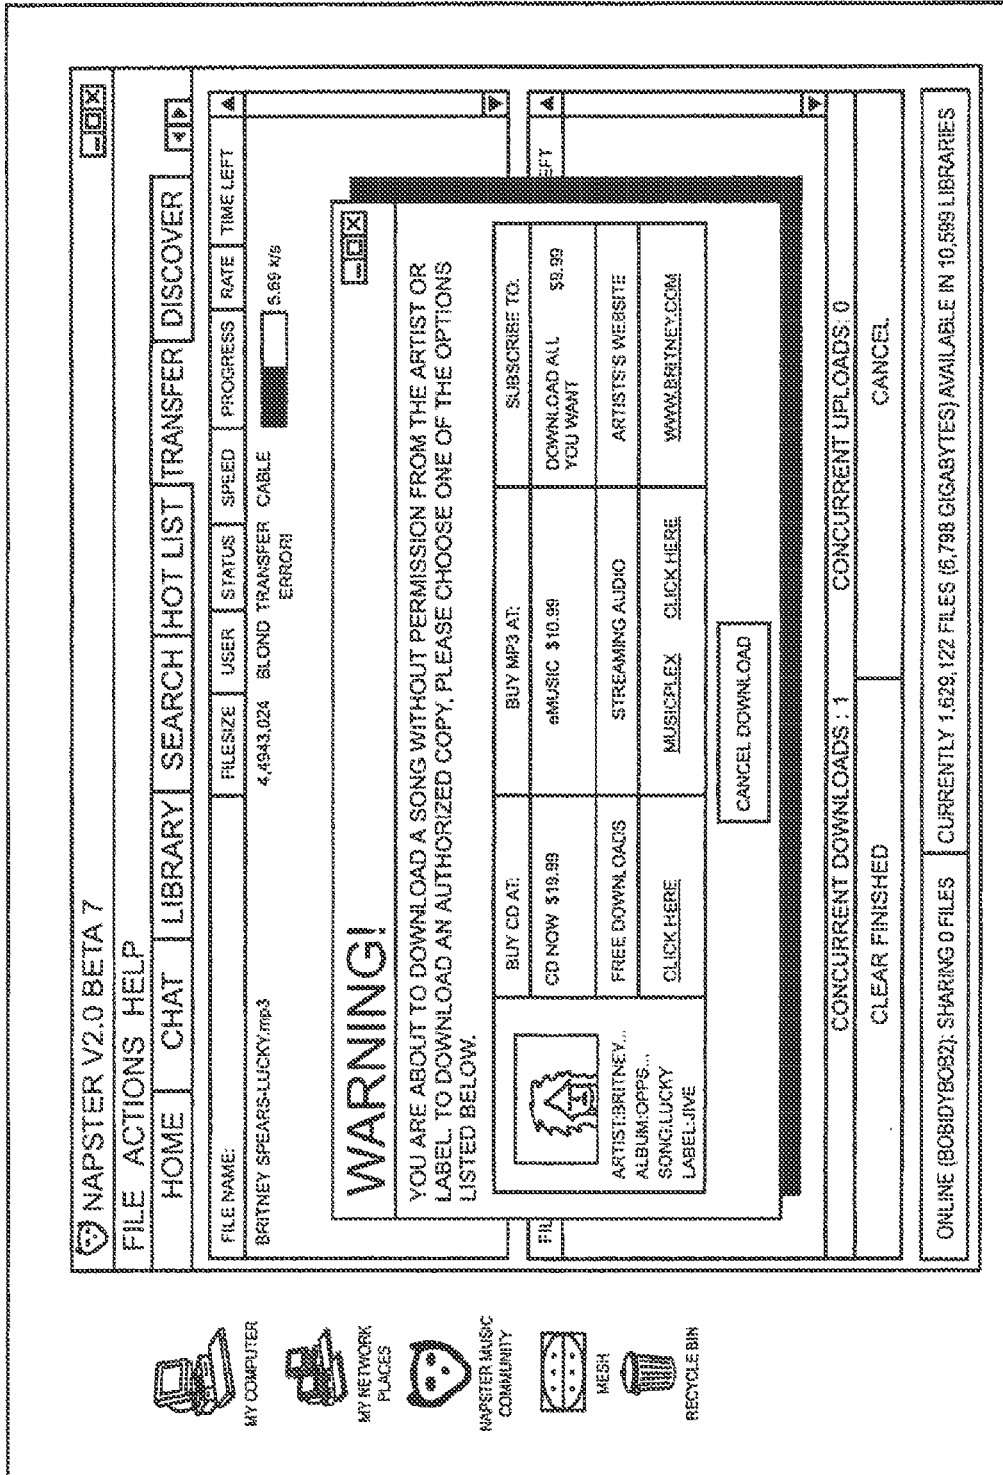 NAPSTER V2.0 BETA 7
FILE ACTIONS HELP
HOME CHAT LIBRARY SEARCH HOT LIST TRANSFER DISCOVER
FILE NAME: FILESIZE USER STATUS SPEED PROGRESS RATE TIME LEFT
BRITNEY SPEARS-LUCKY.mp3 4,4943,024 BLOND TRANSFER CABLE 5.69 K/s
ERROR!
WARNING!
YOU ARE ABOUT TO DOWNLOAD A SONG WITHOUT PERMISSION FROM THE ARTIST OR
LABEL. TO DOWNLOAD AN AUTHORIZED COPY, PLEASE CHOOSE ONE OF THE OPTIONS
LISTED BELOW.
BUY CD AT: BUY MP3 AT: SUBSCRIBE TO:
CD NOW $19.99 eMUSIC $10.99 DOWNLOAD ALL $9.99
YOU WANT
ARTIST:BRITNEY...
ALBUM:OPPS...
SONG:LUCKY
LABEL:JIVE
FREE DOWNLOADS STREAMING AUDIO ARTISTS'S WEBSITE
CLICK HERE MUSICPLEX CLICK HERE WWW.BRITNEY.COM
CANCEL DOWNLOAD
FIL EFT
CONCURRENT DOWNLOADS : 1 CONCURRENT UPLOADS: 0
CLEAR FINISHED CANCEL
ONLINE (BOBIDYBOB2): SHARING 0 FILES CURRENTLY 1,629,122 FILES (6,798 GIGABYTES) AVAILABLE IN 10,599 LIBRARIES
MY COMPUTER
MY NETWORK
PLACES
NAPSTER MUSIC
COMMUNITY
MESH
RECYCLE BIN